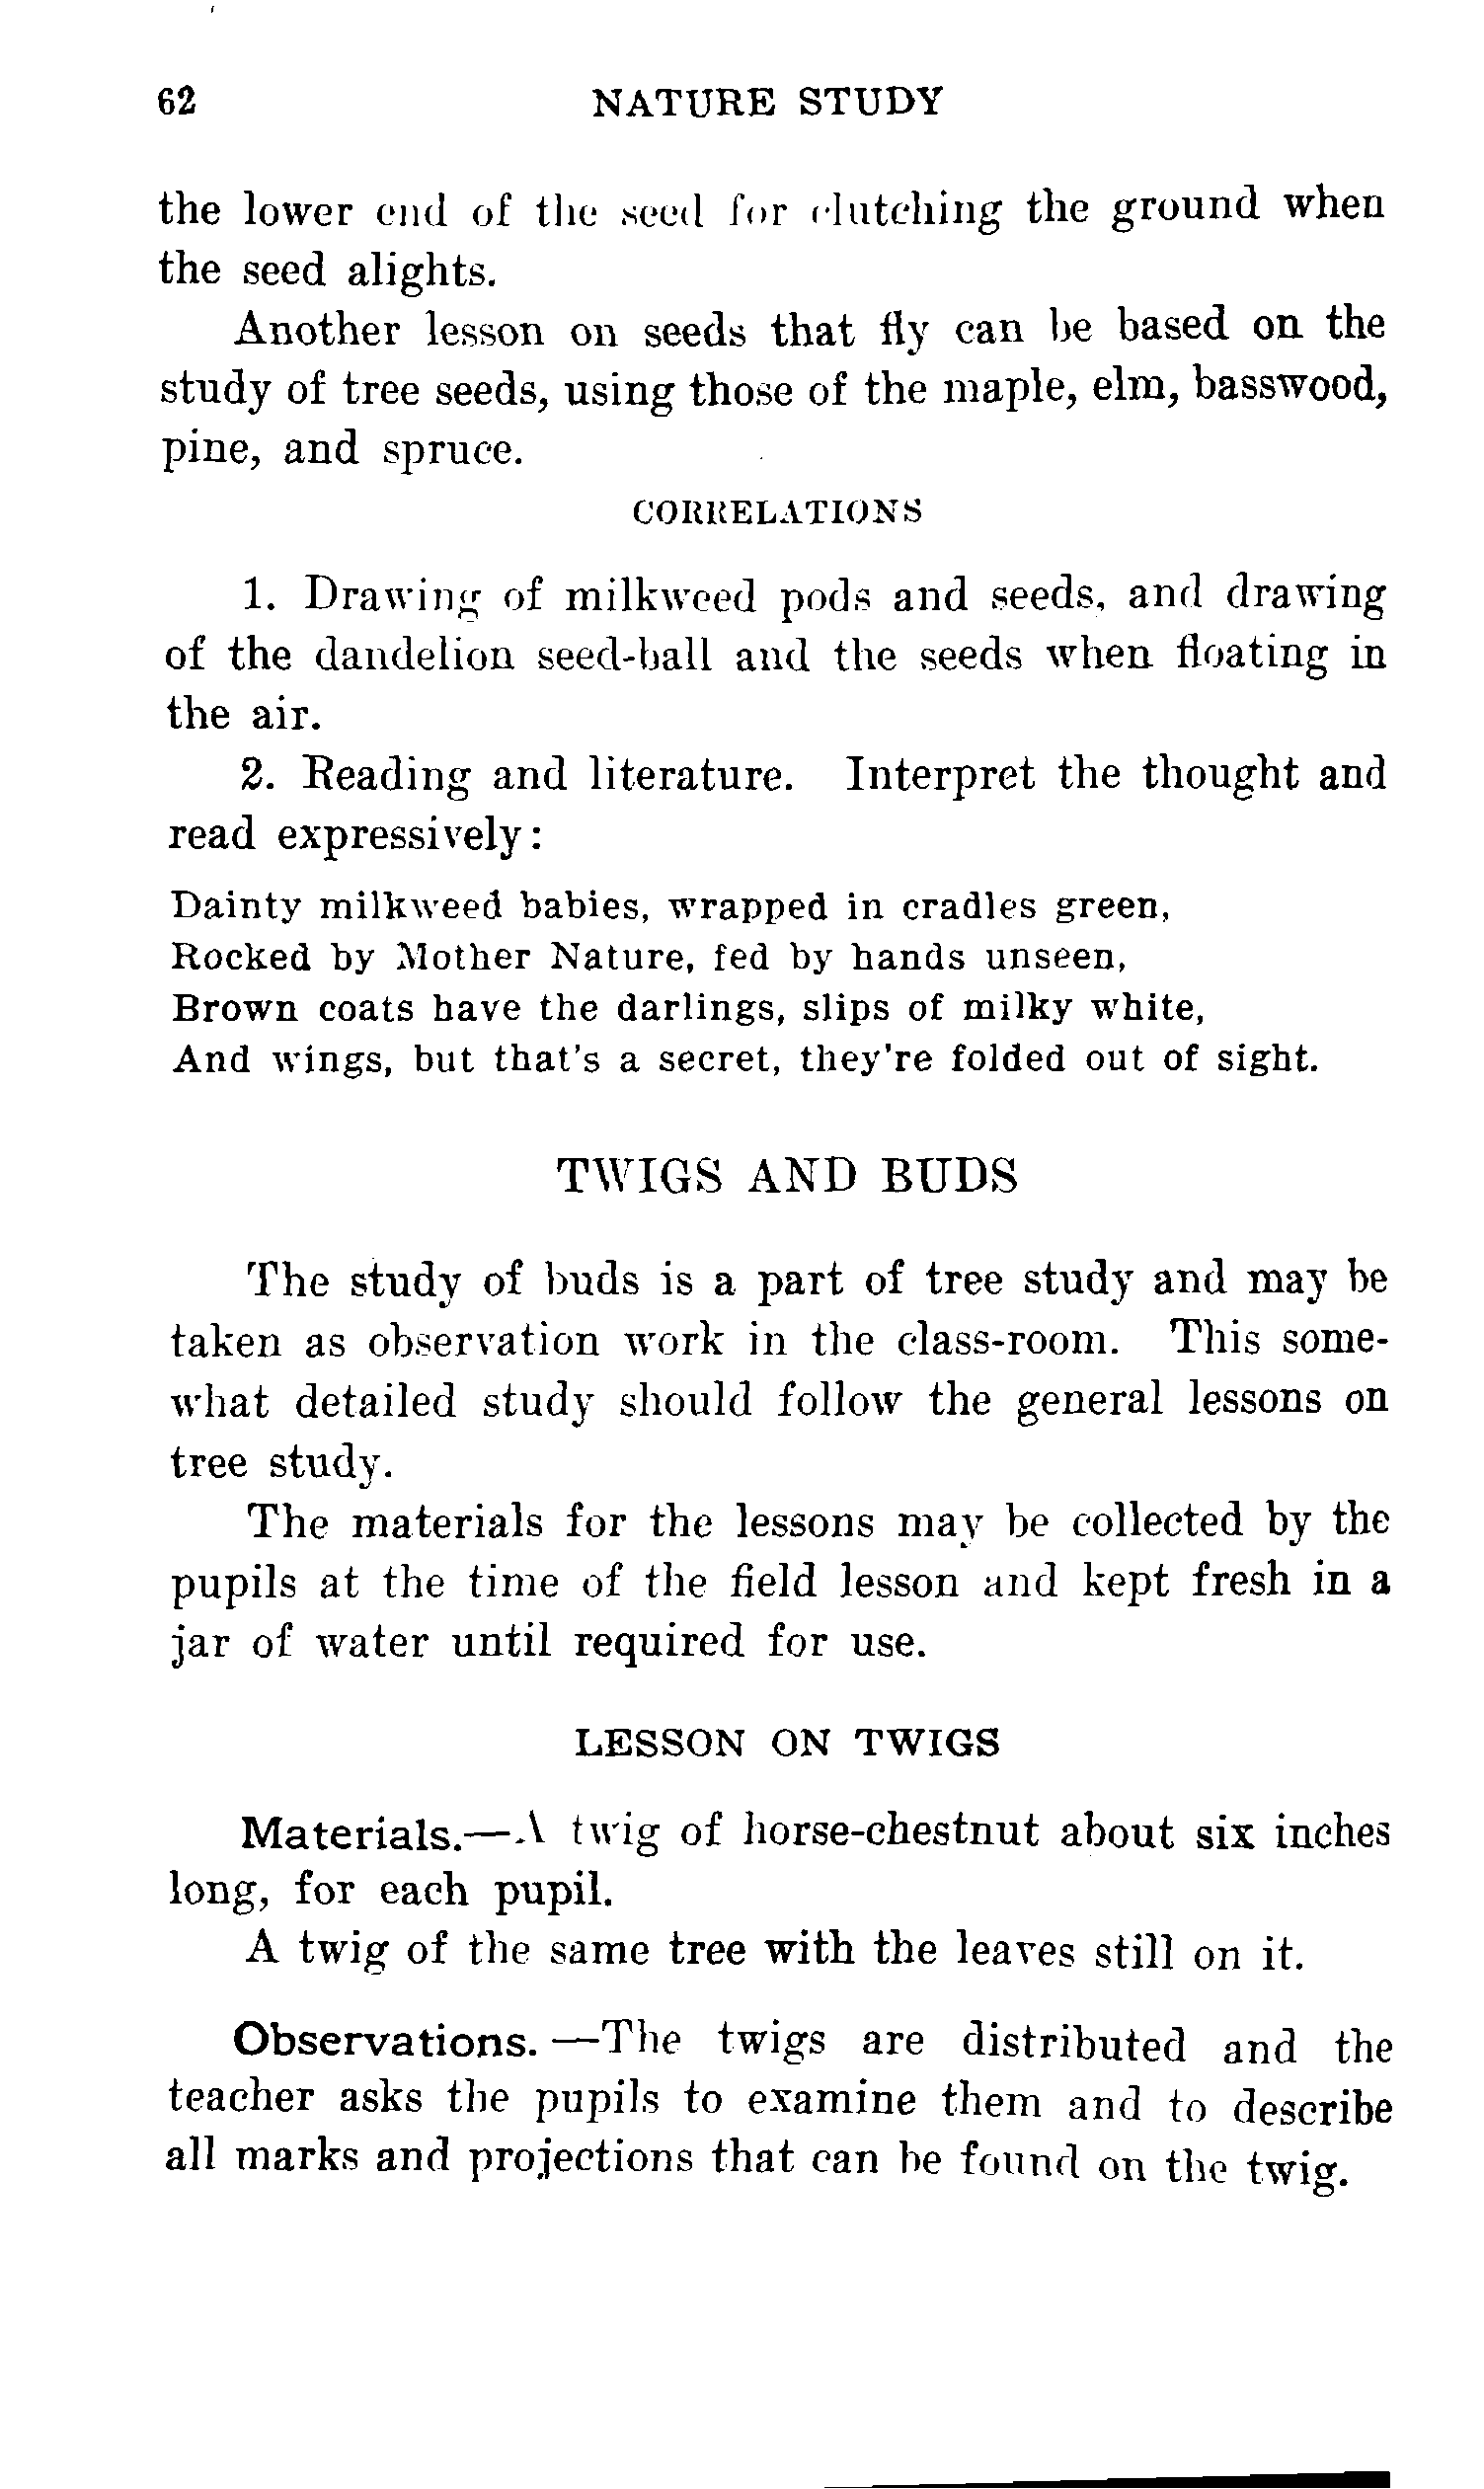 62 NATURE STUDY
the lower end of the seed for clutching the ground when
the seed alights.
Another lesson on seeds that fly can be based on the
study of tree seeds, using those of the maple, elm, basswood,
pine, and spruce.
CORRELATIONS
1. Drawing of milkweed pods and seeds, and drawing
of the dandelion seed-ball and the seeds when floating in
the air.
2. Reading and literature. Interpret the thought and
read expressively:
Dainty milkweed babies, wrapped in cradles green,
Rocked by Mother Nature, fed by hands unseen,
Brown coats have the darlings, slips of milky white,
And wings, but that's a secret, they're folded out of sight.
TWIGS AND BUDS
The study of buds is a part of tree study and may be
taken as observation work in the class-room. This some-
what detailed study should follow the general lessons on
tree study.
The materials for the lessons may be collected by the
pupils at the time of the field lesson and kept fresh in a
jar of water until required for use.
LESSON ON TWIGS
Materials.—A twig of horse-chestnut about six inches
long, for each pupil.
A twig of the same tree with the leaves still on it.
Observations.—The twigs are distributed and the
teacher asks the pupils to examine them and to describe
all marks and projections that can be found on the twig.